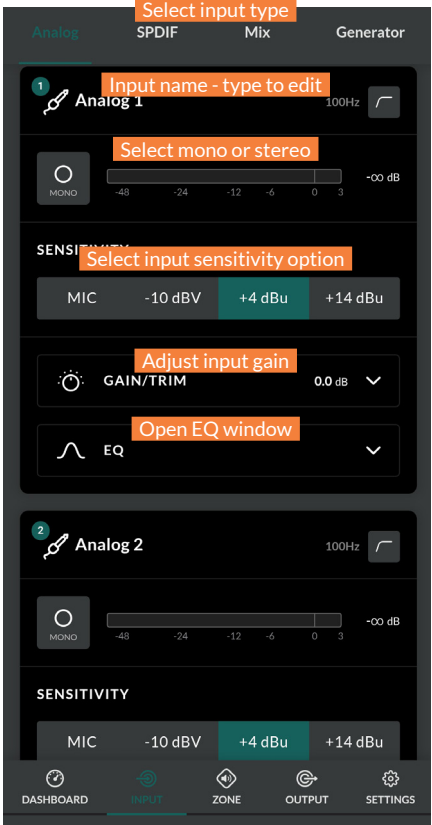 Select input type
Analog SPDIF Mix Generator
Input name - type to edit
1 Analog 1 100Hz
Select mono or stereo
MONO -48 -24 -12 -6 0 3 -∞ dB
SENSITIVITY
Select input sensitivity option
MIC -10 dBV +4 dBu +14 dBu
Adjust input gain
GAIN/TRIM 0.0 dB
Open EQ window
EQ
2 Analog 2 100Hz
MONO -48 -24 -12 -6 0 3 -∞ dB
SENSITIVITY
MIC -10 dBV +4 dBu +14 dBu
DASHBOARD INPUT ZONE OUTPUT SETTINGS